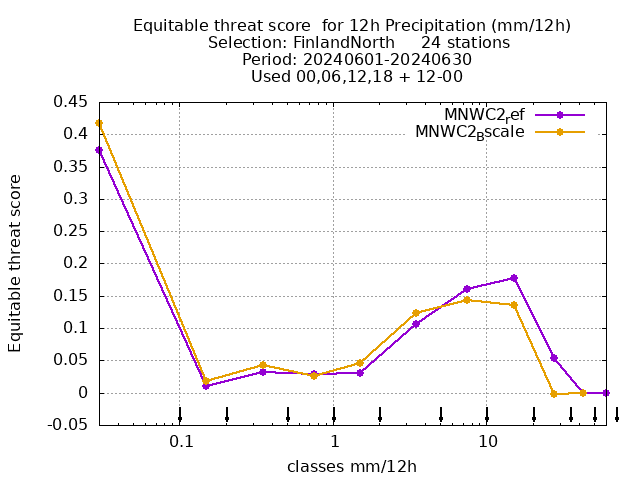 Equitable threat score  for 12h Precipitation (mm/12h)
Selection: FinlandNorth     24 stations
Period: 20240601-20240630
Used 00,06,12,18 + 12-00
MNWC2ref
MNWC2Bscale
0.45
0.4
0.35
0.3
0.25
0.2
0.15
0.1
0.05
0
-0.05
Equitable threat score
0.1
1
10
classes mm/12h